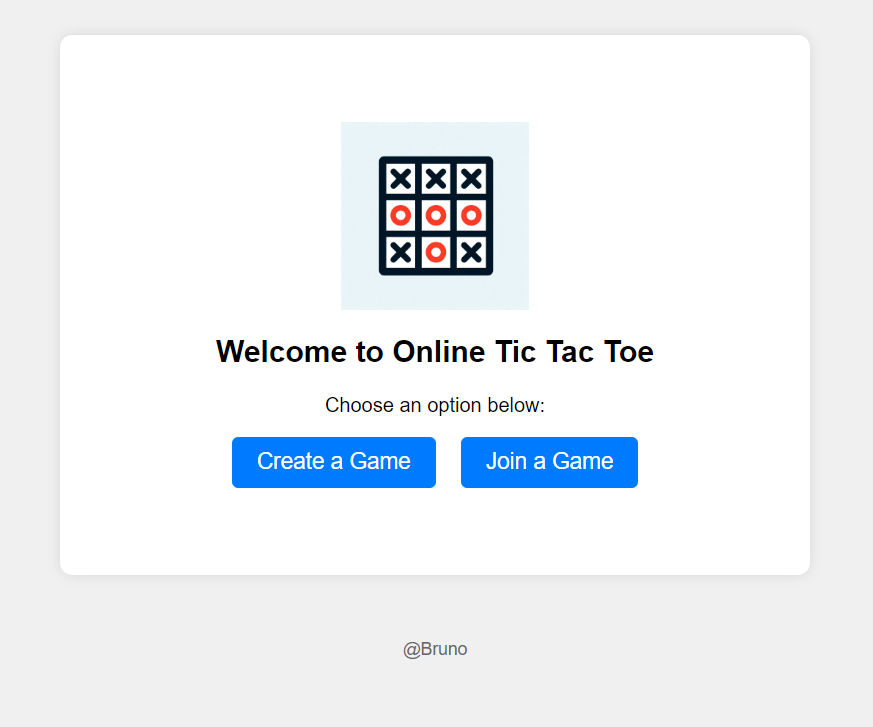 X X X
O O O
X O X
Welcome to Online Tic Tac Toe
Choose an option below:
Create a Game Join a Game
@Bruno